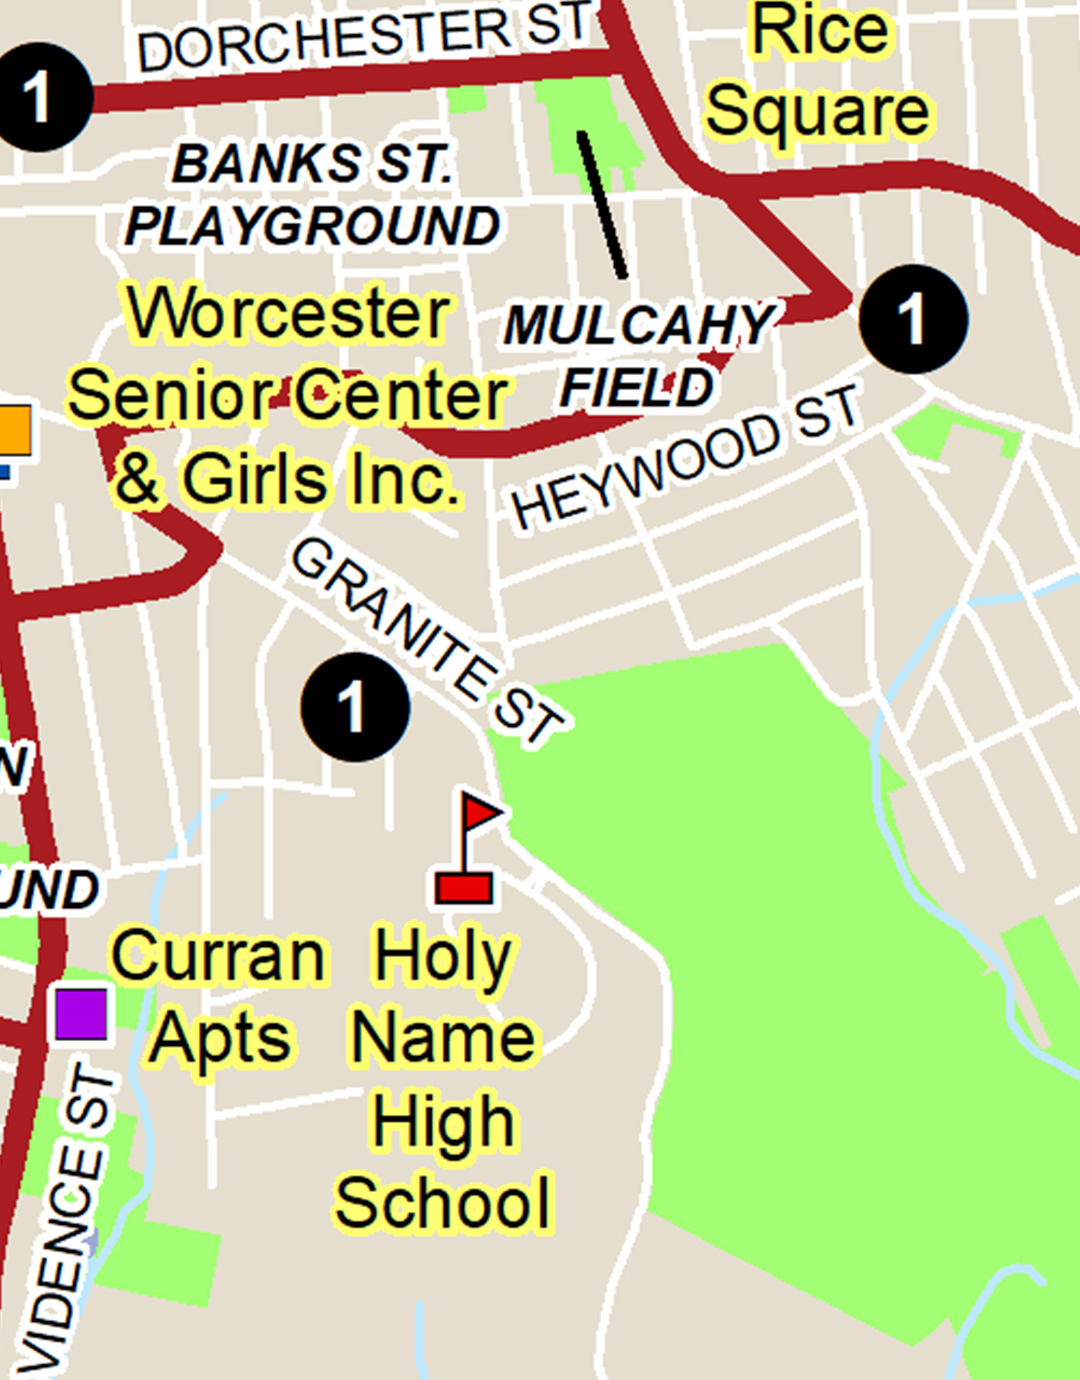 DORCHESTER ST
Rice
Square
1
BANKS ST.
PLAYGROUND
Worcester
Senior Center
& Girls Inc.
MULCAHY
FIELD
1
HEYWOOD ST
GRANITE ST
1
N
UND
Curran
Apts
Holy
Name
High
School
VIDENCE ST